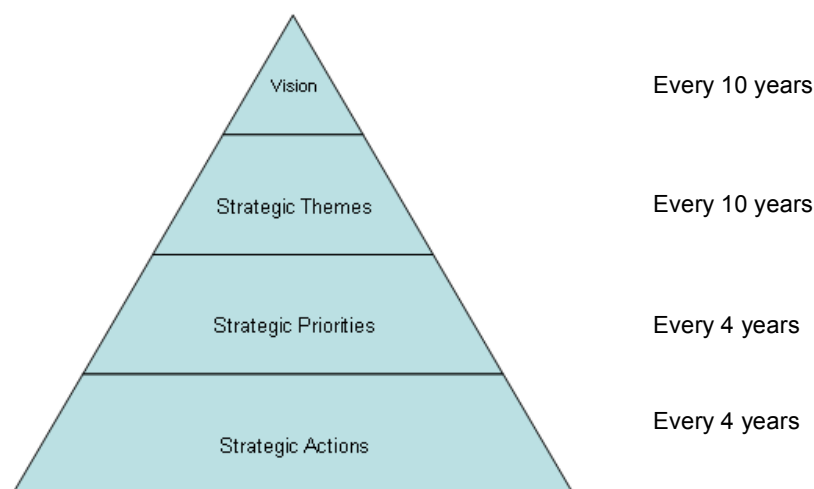 Vision
Every 10 years
Strategic Themes
Every 10 years
Strategic Priorities
Every 4 years
Strategic Actions
Every 4 years